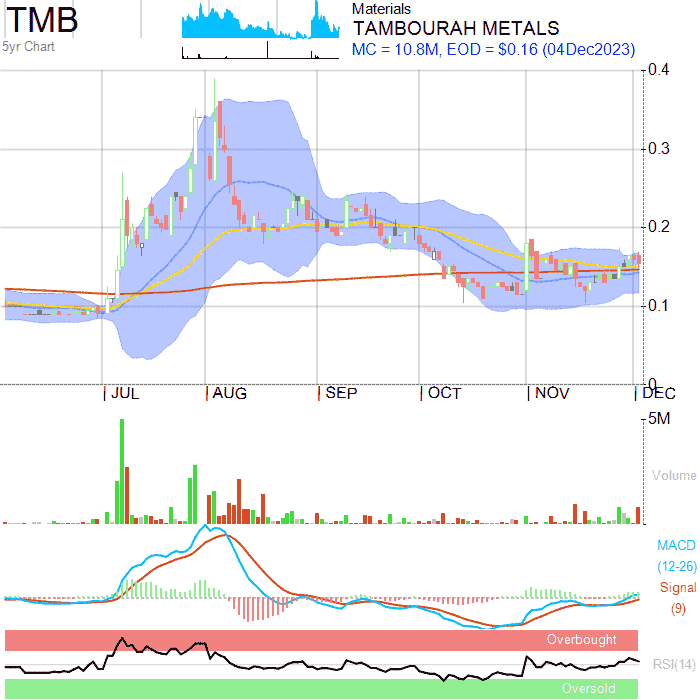 TMB
5yr Chart
Materials
TAMBOURAH METALS
MC = 10.8M, EOD = $0.16 (04Dec2023)
0.4
0.3
0.2
0.1
0
JUL
AUG
SEP
OCT
NOV
DEC
5M
Volume
MACD
(12-26)
Signal
(9)
Overbought
RSI(14)
Oversold